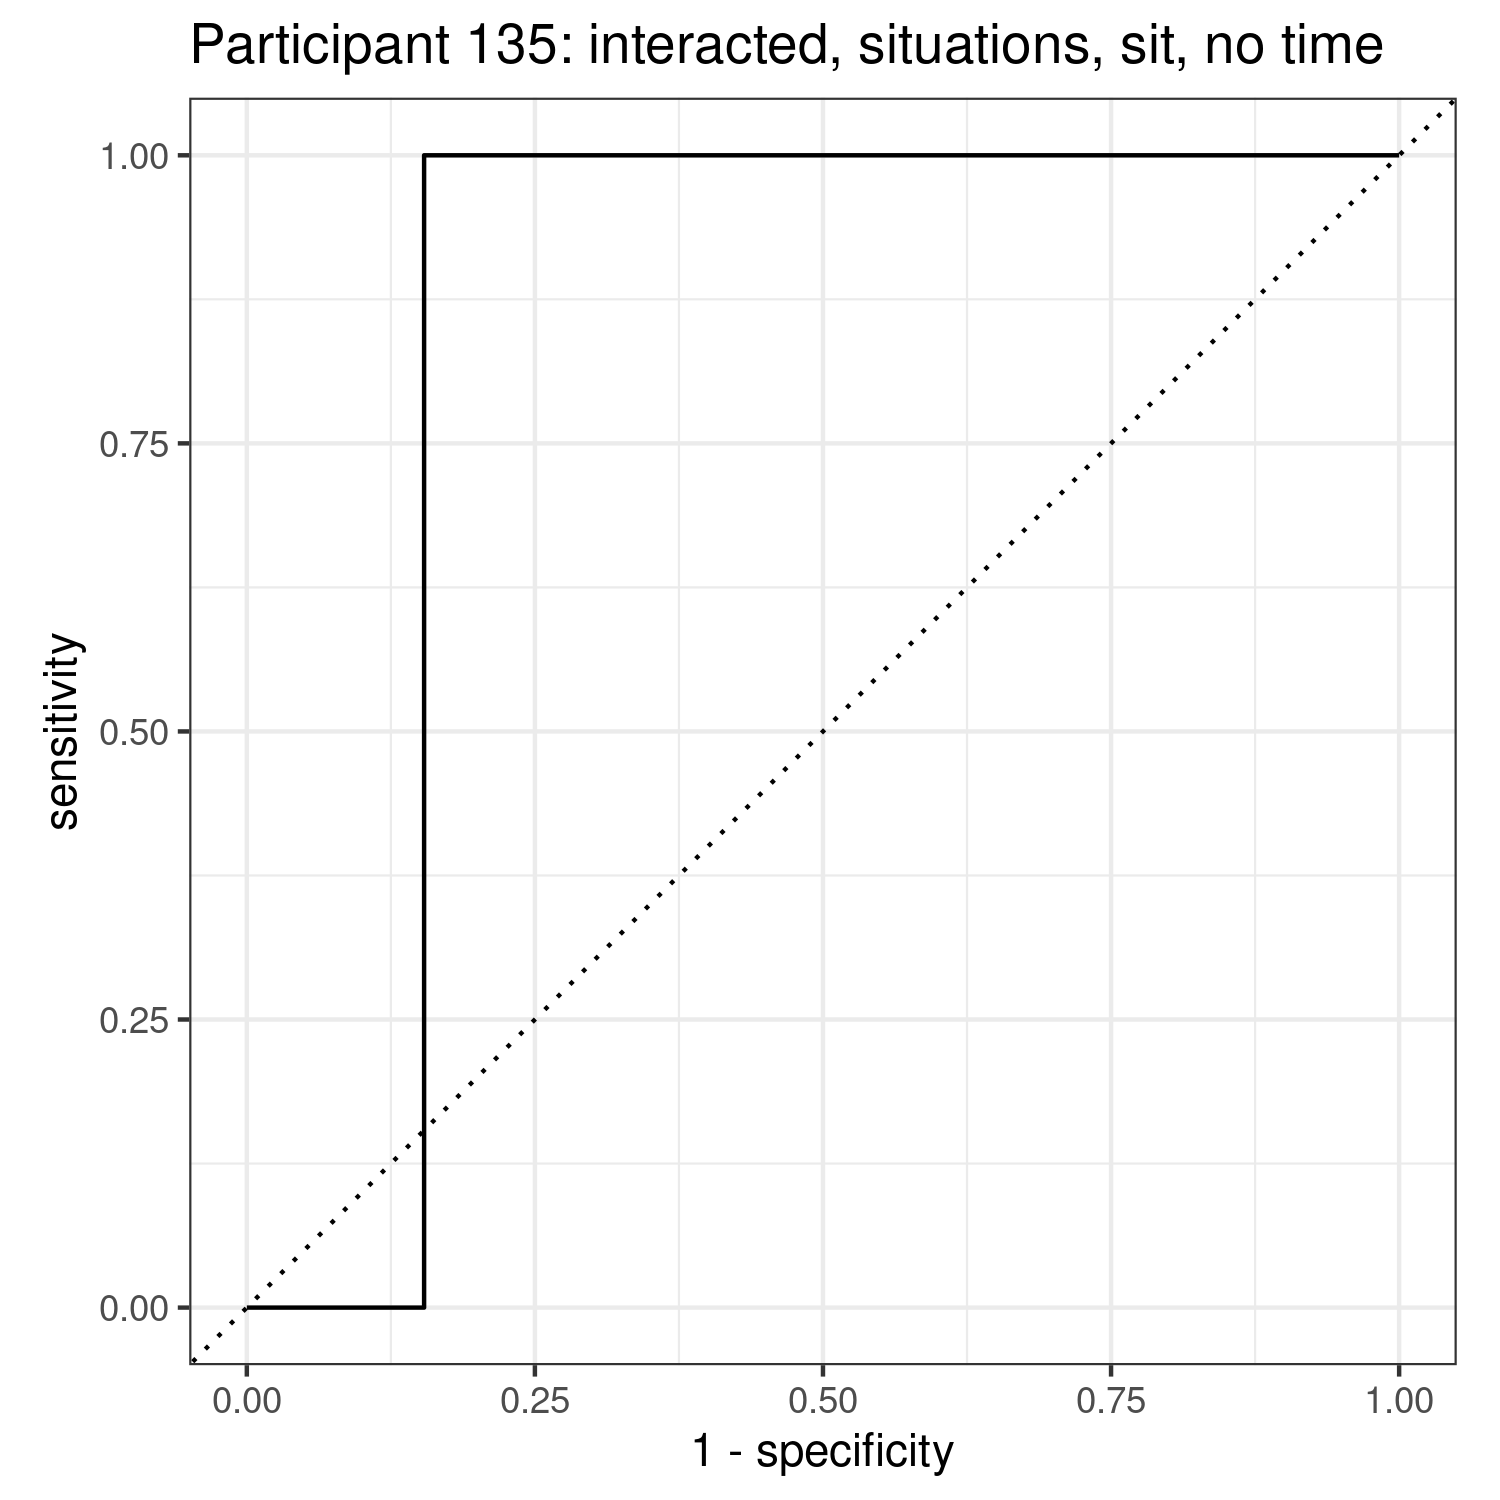 Participant 135: interacted, situations, sit, no time
1.00
0.75
0.50
0.25
0.00
sensitivity
0.00 0.25 0.50 0.75 1.00
1 - specificity